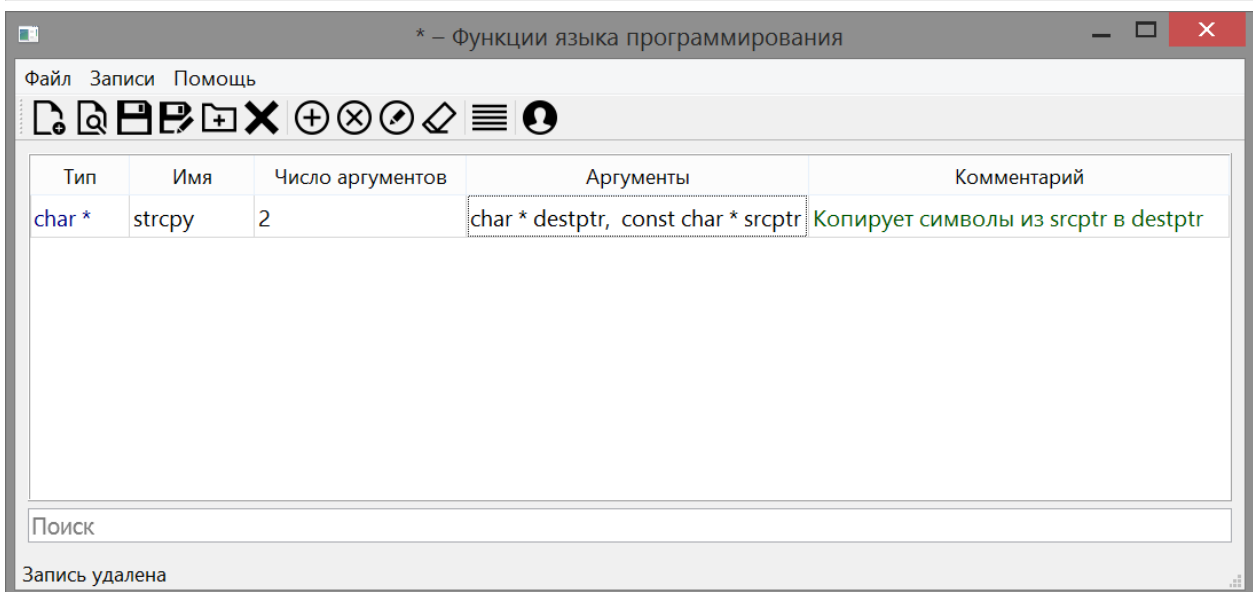 * – Функции языка программирования
Файл Записи Помощь
Тип Имя Число аргументов Аргументы Комментарий
char * strcpy 2 char * destptr, const char * srcptr Копирует символы из srcptr в destptr
Поиск
Запись удалена